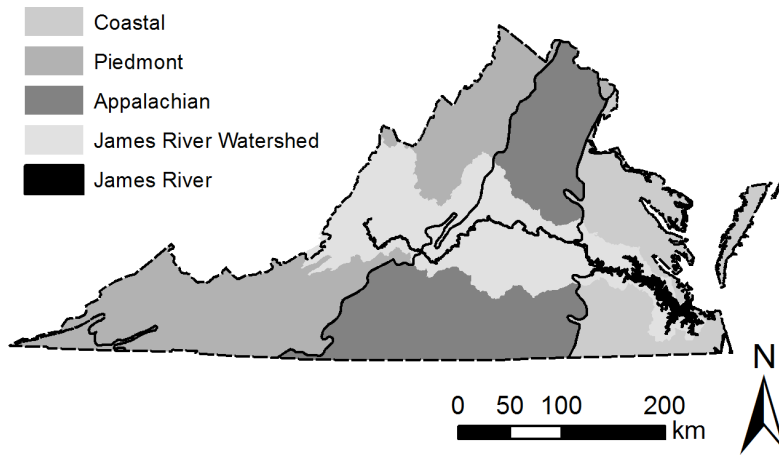 Coastal
Piedmont
Appalachian
James River Watershed
James River
N
0 50 100 200
km